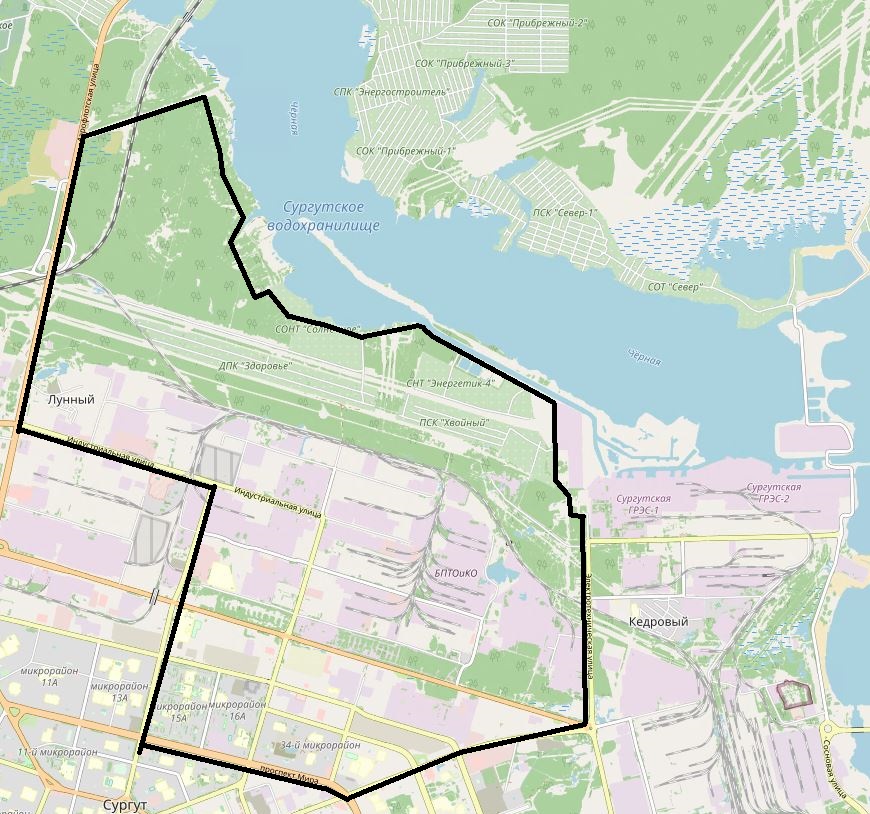 СОК "Прибрежный-2"
СОК "Прибрежный-3"
СПК "Энергостроитель"
Чёрная
СОК "Прибрежный-1"
Сургутское
водохранилище
ПСК "Север-1"
СОТ "Север"
СОНТ "Солнечное"
Чёрная
ДПК "Здоровье"
СНТ "Энергетик-4"
Лунный
ПСК "Хвойный"
Индустриальная улица
Индустриальная улица
Сургутская
ГРЭС-1
Сургутская
ГРЭС-2
БПТОиКО
Электротехническая улица
Кедровый
микрорайон
11А
микрорайон
13А
микрорайон
15А
микрорайон
16А
11-й микрорайон
34-й микрорайон
проспект Мира
Сосновая улица
Сургут